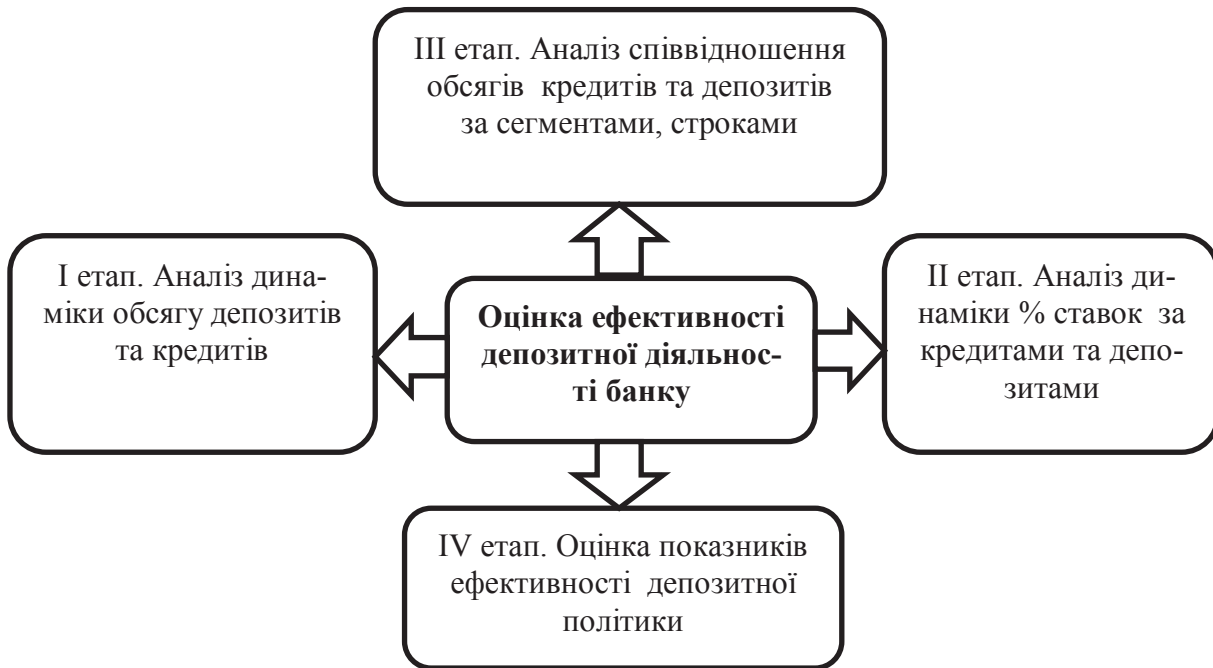 III етап. Аналіз співвідношення
обсягів кредитів та депозитів
за сегментами, строками
I етап. Аналіз дина-
міки обсягу депозитів
та кредитів
Оцінка ефективності
депозитної діяльнос-
ті банку
II етап. Аналіз ди-
наміки % ставок за
кредитами та депо-
зитами
IV етап. Оцінка показників
ефективності депозитної
політики